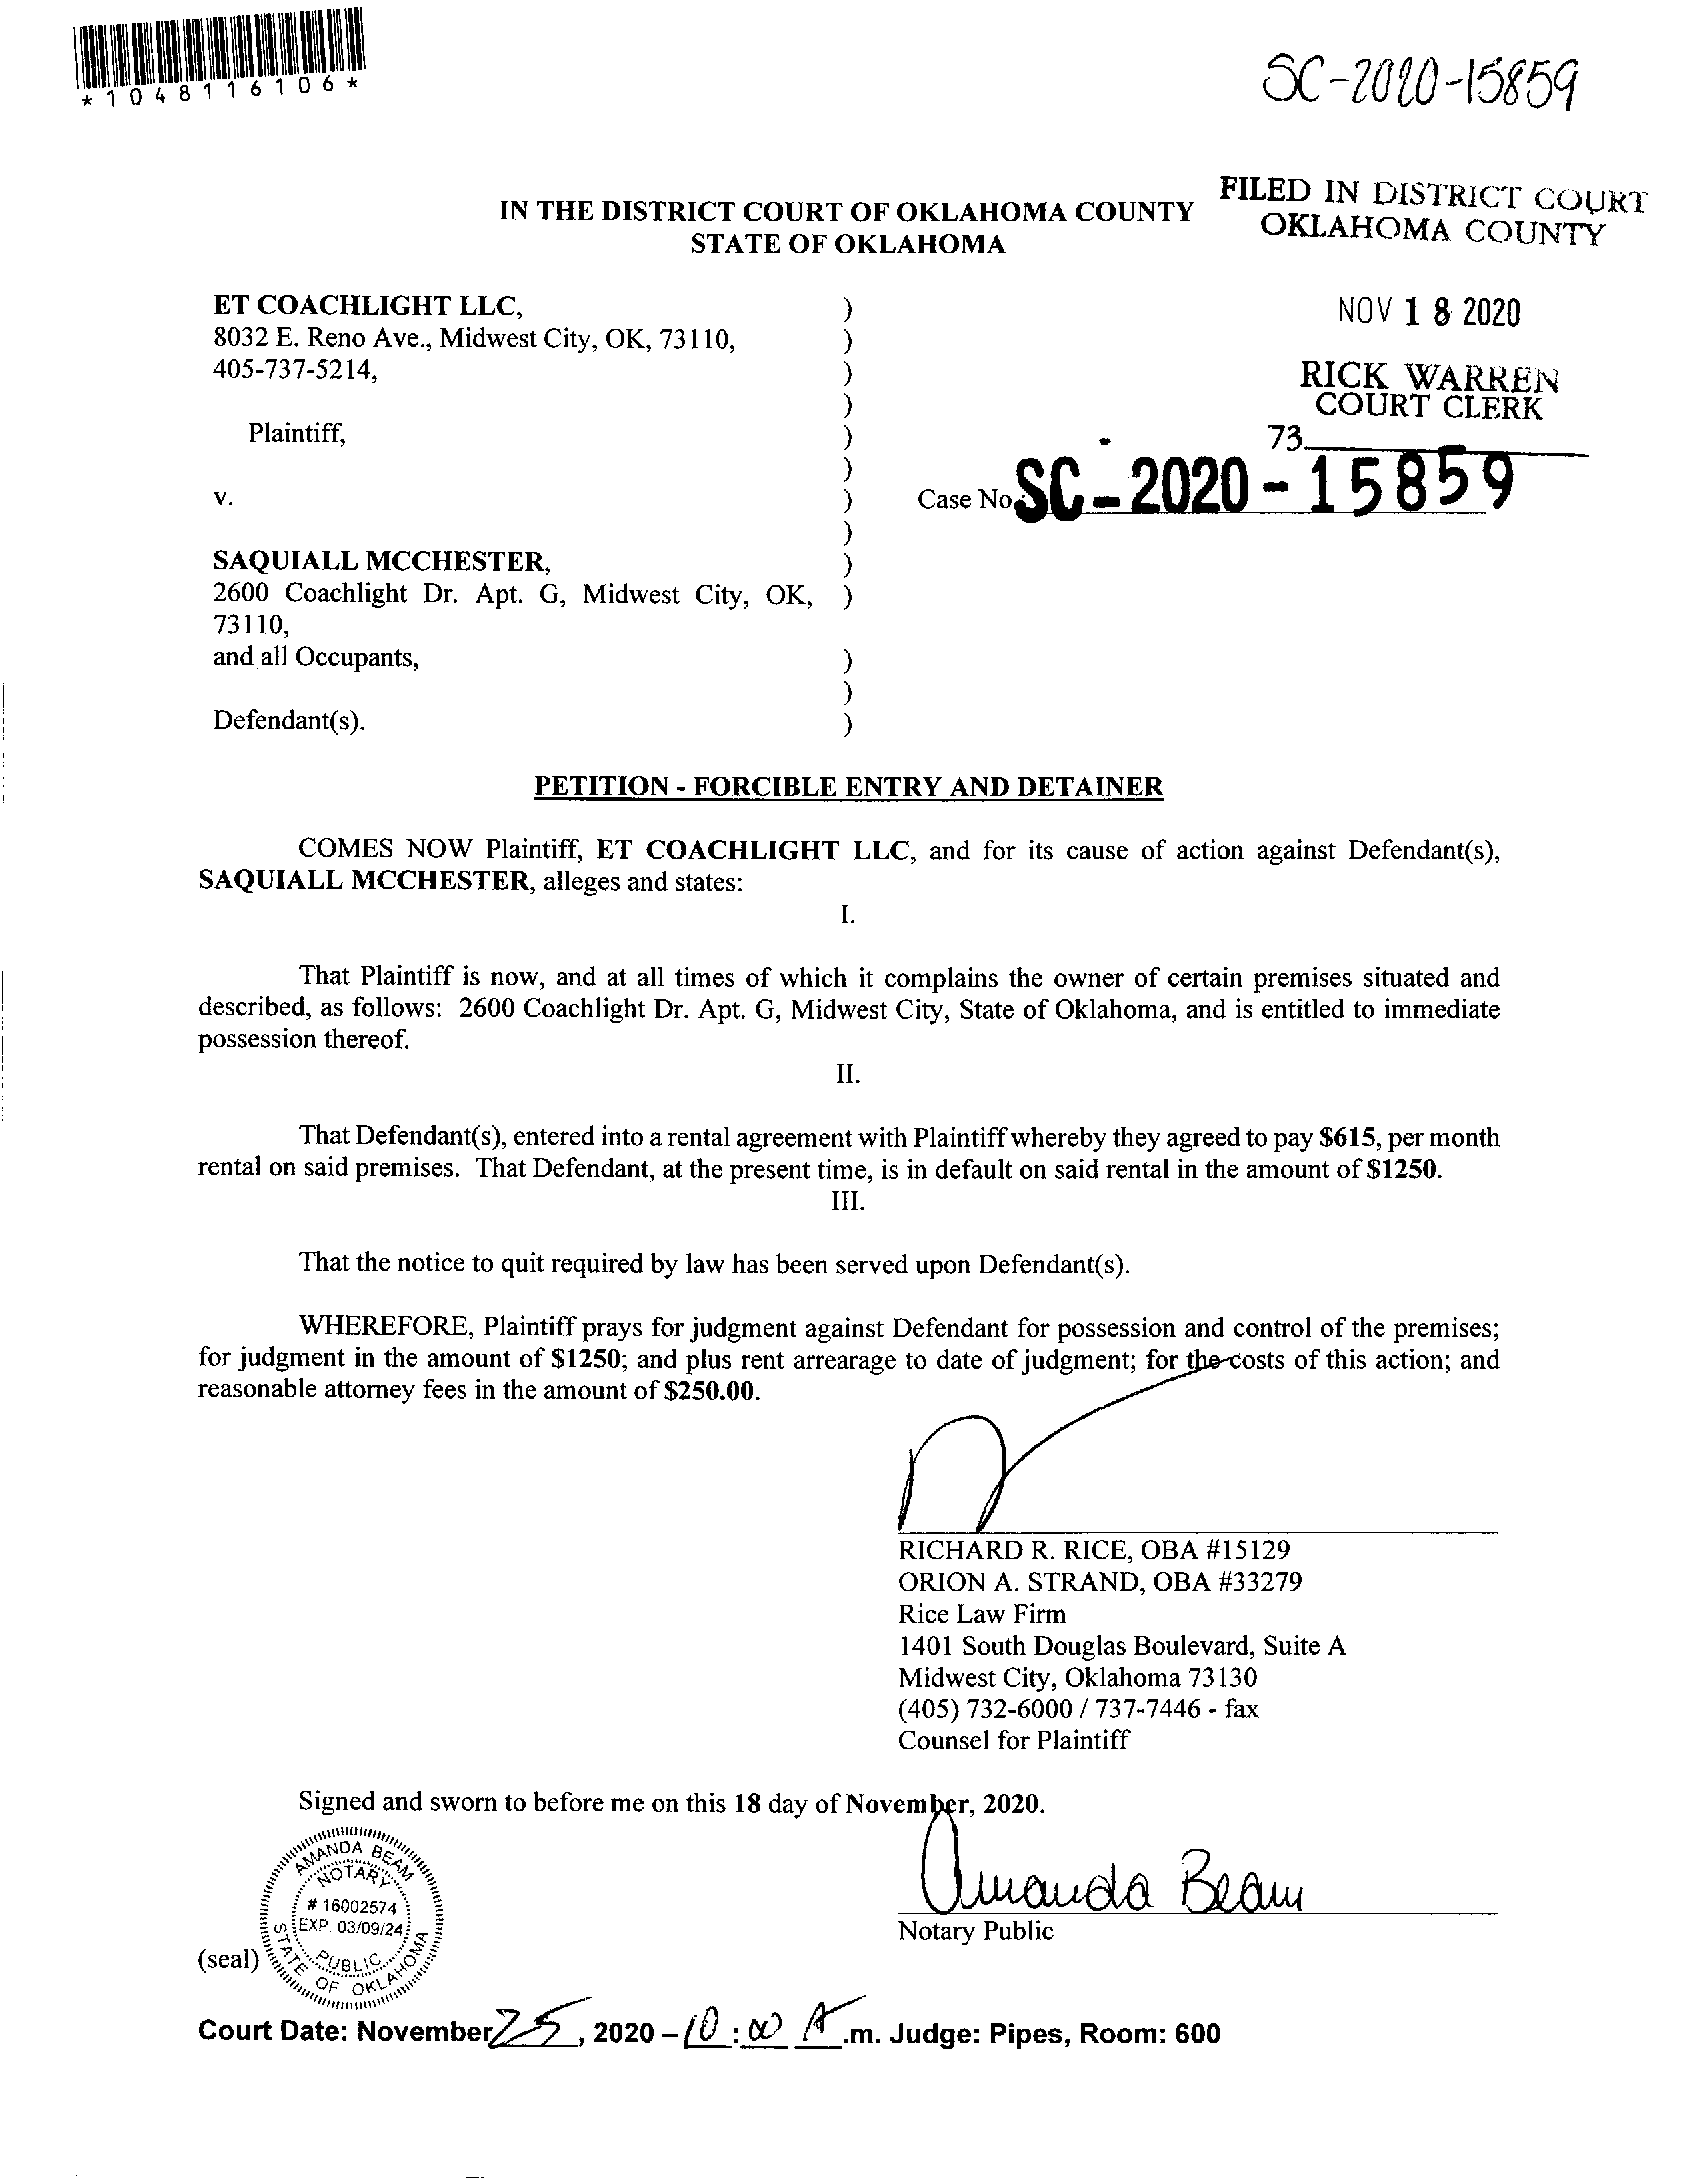 *1048116106*
SC-2020-15859
FILED IN DISTRICT COURT
OKLAHOMA COUNTY
IN THE DISTRICT COURT OF OKLAHOMA COUNTY
STATE OF OKLAHOMA
NOV 18 2020
RICK WARREN
COURT CLERK
73
ET COACHLIGHT LLC, )
8032 E. Reno Ave., Midwest City, OK, 73110, )
405-737-5214, )
)
Plaintiff, )
)
v. ) Case No.: SC-2020-15859
)
SAQUIALL MCCHESTER, )
2600 Coachlight Dr. Apt. G, Midwest City, OK, )
73110,
and all Occupants, )
)
Defendant(s). )
PETITION - FORCIBLE ENTRY AND DETAINER
COMES NOW Plaintiff, ET COACHLIGHT LLC, and for its cause of action against Defendant(s),
SAQUIALL MCCHESTER, alleges and states:
I.
That Plaintiff is now, and at all times of which it complains the owner of certain premises situated and
described, as follows: 2600 Coachlight Dr. Apt. G, Midwest City, State of Oklahoma, and is entitled to immediate
possession thereof.
II.
That Defendant(s), entered into a rental agreement with Plaintiff whereby they agreed to pay $615, per month
rental on said premises. That Defendant, at the present time, is in default on said rental in the amount of $1250.
III.
That the notice to quit required by law has been served upon Defendant(s).
WHEREFORE, Plaintiff prays for judgment against Defendant for possession and control of the premises;
for judgment in the amount of $1250; and plus rent arrearage to date of judgment; for the costs of this action; and
reasonable attorney fees in the amount of $250.00.
RICHARD R. RICE, OBA #15129
ORION A. STRAND, OBA #33279
Rice Law Firm
1401 South Douglas Boulevard, Suite A
Midwest City, Oklahoma 73130
(405) 732-6000 / 737-7446 - fax
Counsel for Plaintiff
Signed and sworn to before me on this 18 day of November, 2020.
AMANDA BEAM
NOTARY
# 16002574
EXP. 03/09/24
PUBLIC
STATE OF OKLAHOMA
Amanda Beam
Notary Public
(seal)
Court Date: November 25, 2020 – 10:00 A.m. Judge: Pipes, Room: 600